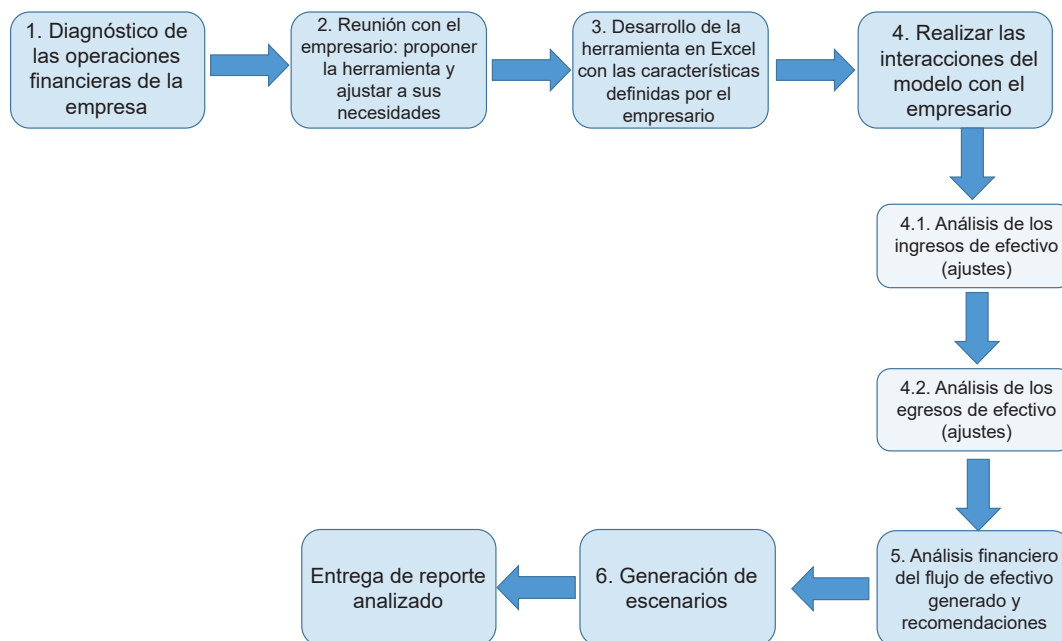 1. Diagnóstico de
las operaciones
financieras de la
empresa
2. Reunión con el
empresario: proponer
la herramienta y
ajustar a sus
necesidades
3. Desarrollo de la
herramienta en Excel
con las características
definidas por el
empresario
4. Realizar las
interacciones del
modelo con el
empresario
4.1. Análisis de los
ingresos de efectivo
(ajustes)
4.2. Análisis de los
egresos de efectivo
(ajustes)
5. Análisis financiero
del flujo de efectivo
generado y
recomendaciones
6. Generación de
escenarios
Entrega de reporte
analizado